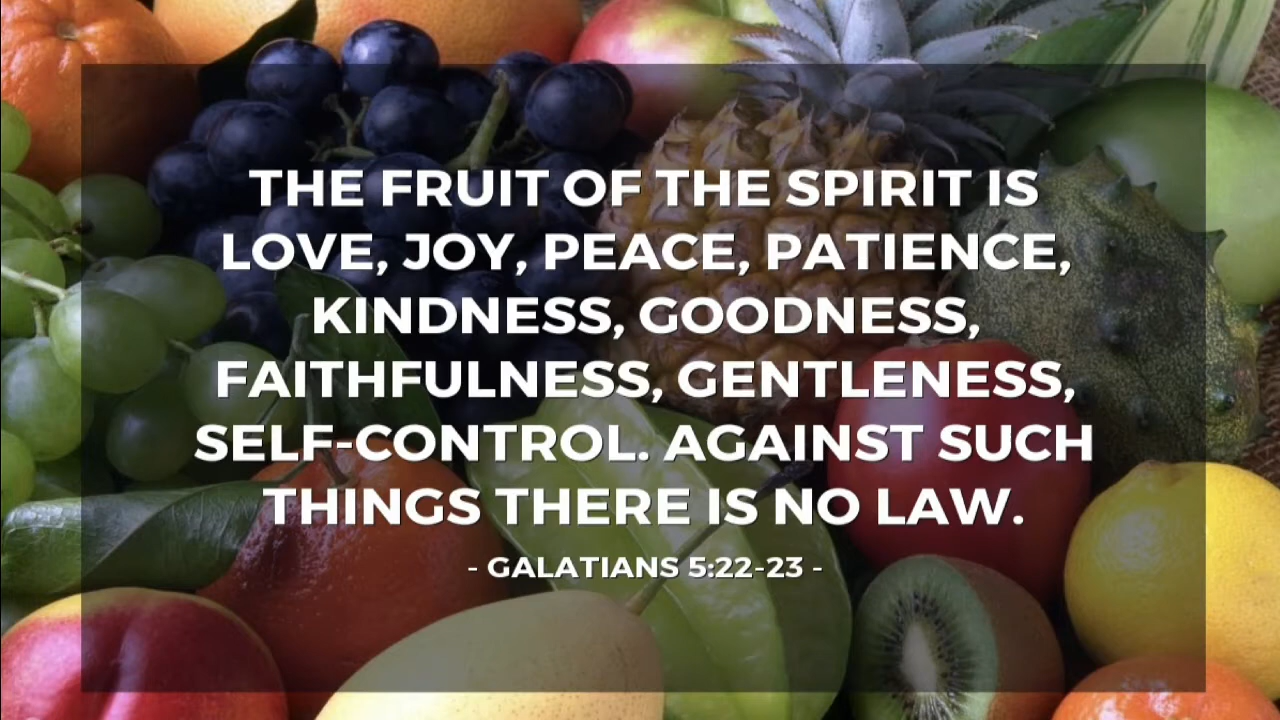 THE FRUIT OF THE SPIRIT IS
LOVE, JOY, PEACE, PATIENCE,
KINDNESS, GOODNESS,
FAITHFULNESS, GENTLENESS,
SELF-CONTROL. AGAINST SUCH
THINGS THERE IS NO LAW.
- GALATIANS 5:22-23 -